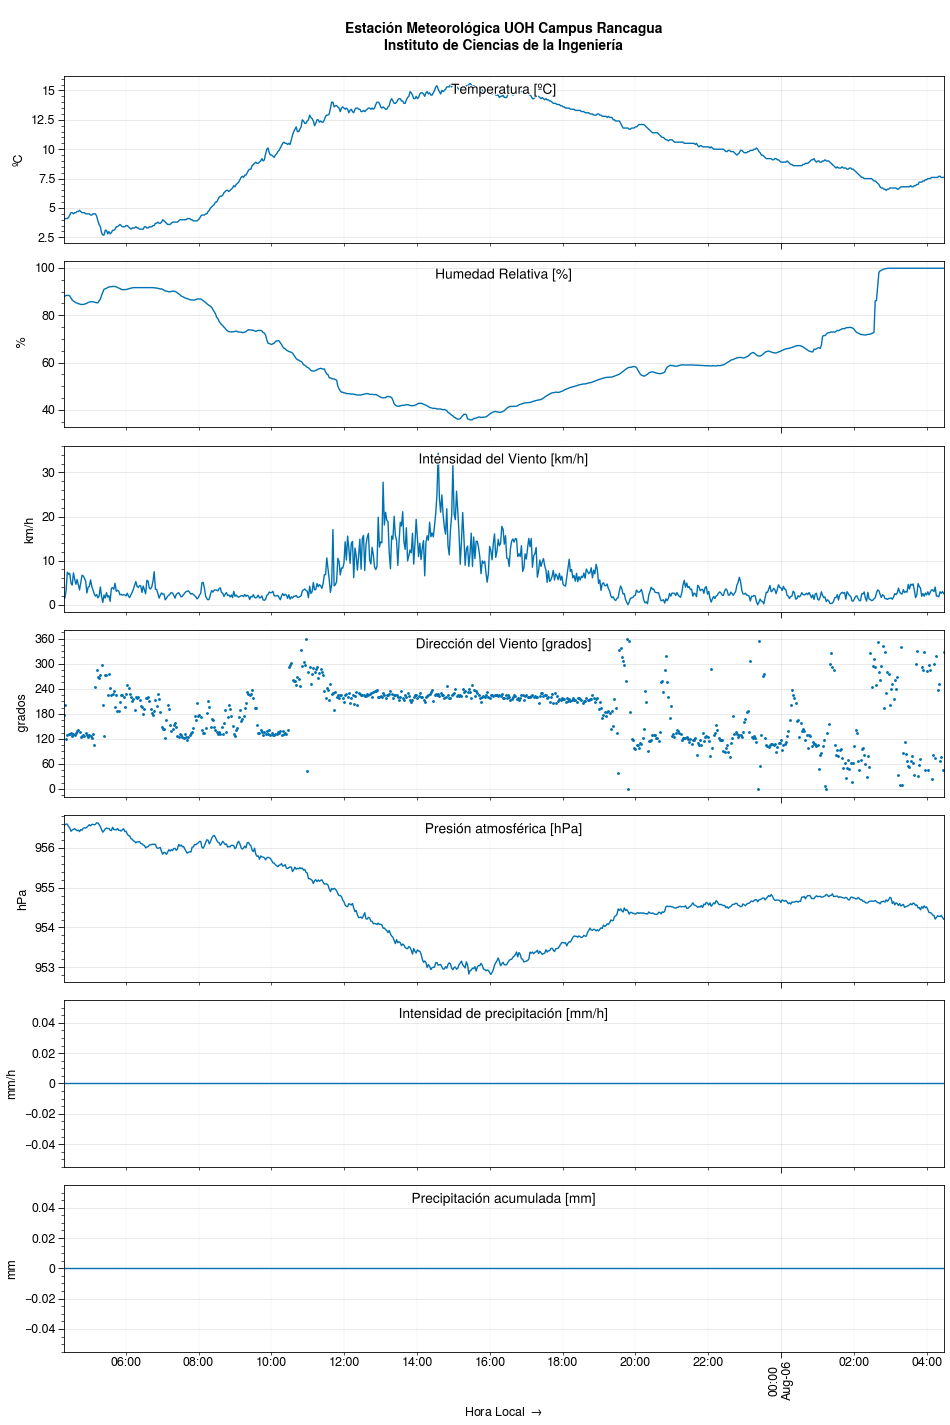 Estación Meteorológica UOH Campus Rancagua
Instituto de Ciencias de la Ingeniería
Temperatura [ºC]
15
12.5
10
7.5
5
2.5
ºC
Humedad Relativa [%]
100
80
60
40
%
Intensidad del Viento [km/h]
30
20
10
0
km/h
Dirección del Viento [grados]
360
300
240
180
120
60
0
grados
Presión atmosférica [hPa]
956
955
954
953
hPa
Intensidad de precipitación [mm/h]
0.04
0.02
0
−0.02
−0.04
mm/h
Precipitación acumulada [mm]
0.04
0.02
0
−0.02
−0.04
mm
06:00 08:00 10:00 12:00 14:00 16:00 18:00 20:00 22:00 00:00 02:00 04:00
Aug-06
Hora Local →